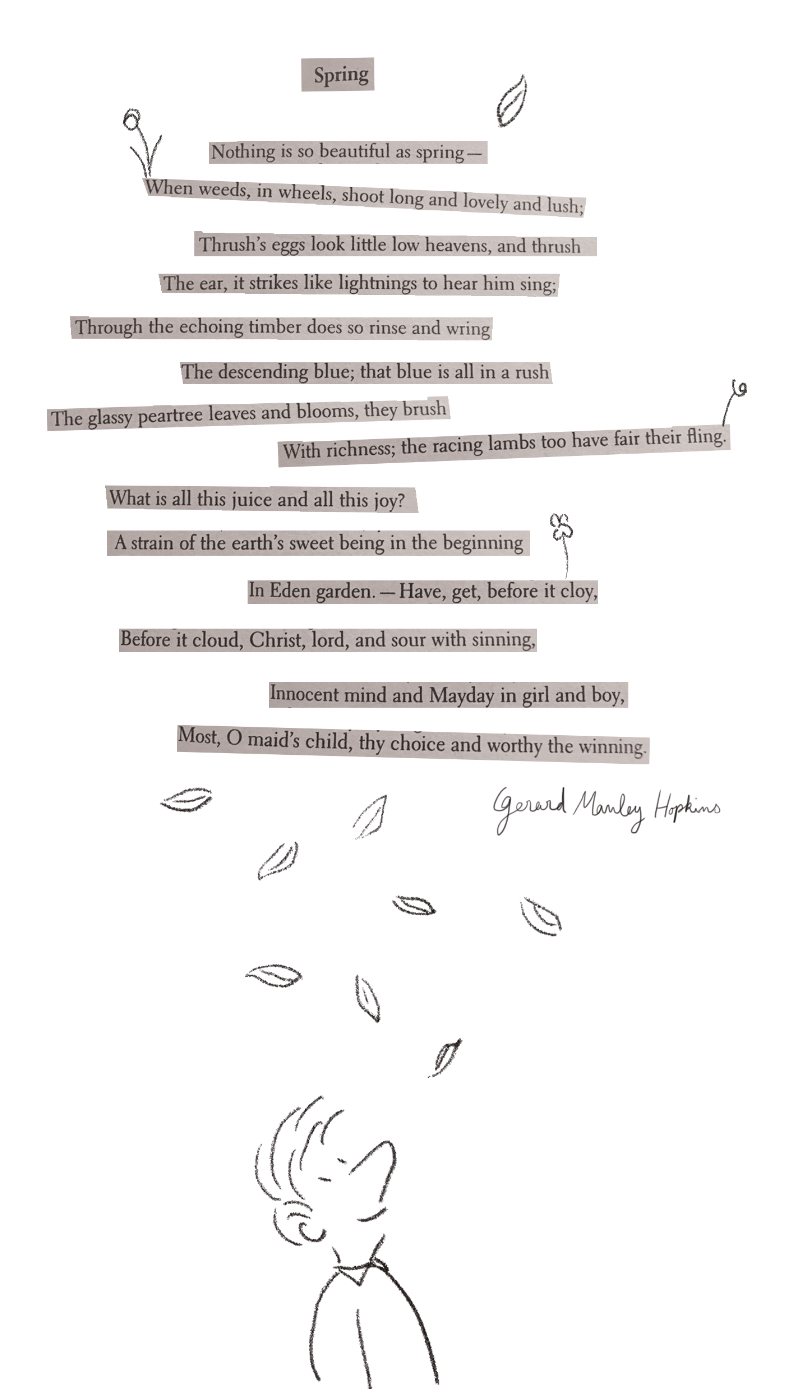 Spring
Nothing is so beautiful as spring—
When weeds, in wheels, shoot long and lovely and lush;
Thrush's eggs look little low heavens, and thrush
The ear, it strikes like lightnings to hear him sing;
Through the echoing timber does so rinse and wring
The descending blue; that blue is all in a rush
The glassy peartree leaves and blooms, they brush
With richness; the racing lambs too have fair their fling.
What is all this juice and all this joy?
A strain of the earth's sweet being in the beginning
In Eden garden.—Have, get, before it cloy,
Before it cloud, Christ, lord, and sour with sinning,
Innocent mind and Mayday in girl and boy,
Most, O maid's child, thy choice and worthy the winning.
Gerard Manley Hopkins